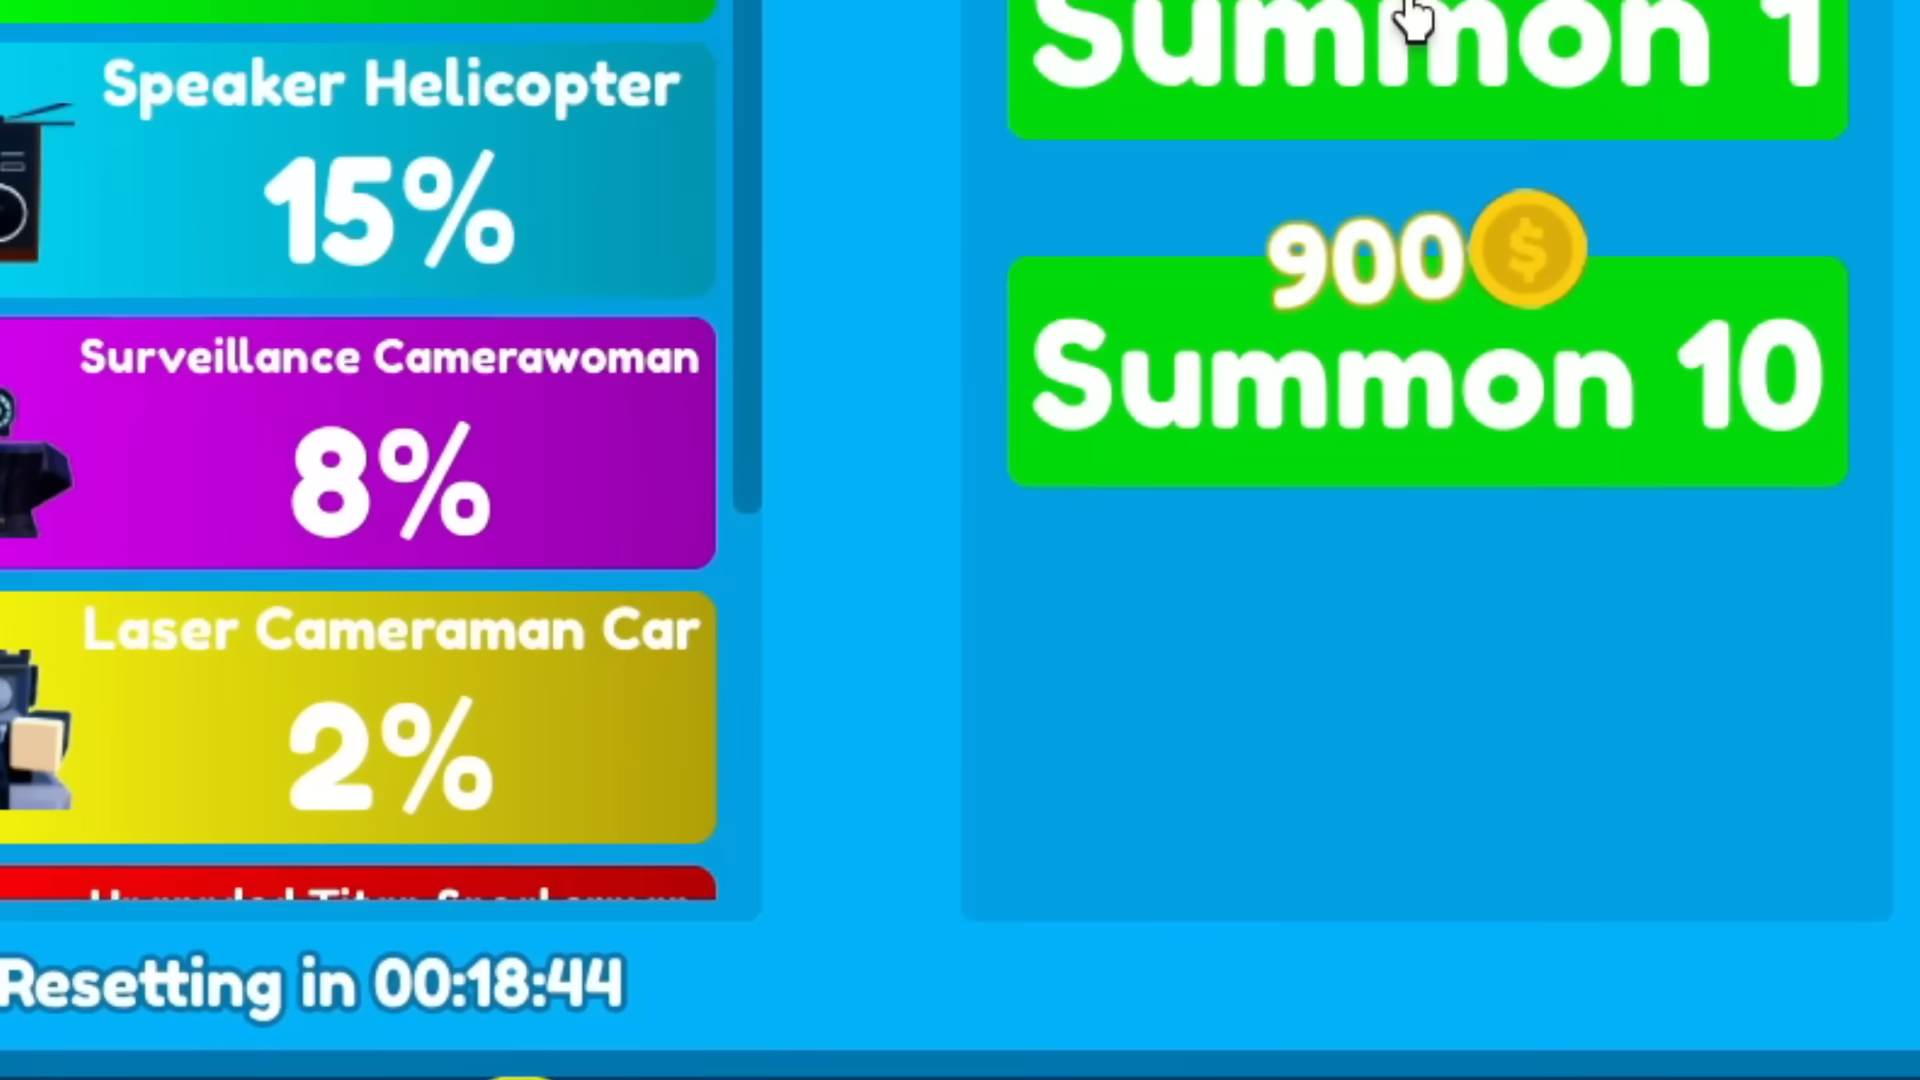 Speaker Helicopter
15%
Surveillance Camerawoman
8%
Laser Cameraman Car
2%
Resetting in 00:18:44
Summon 1
900
Summon 10